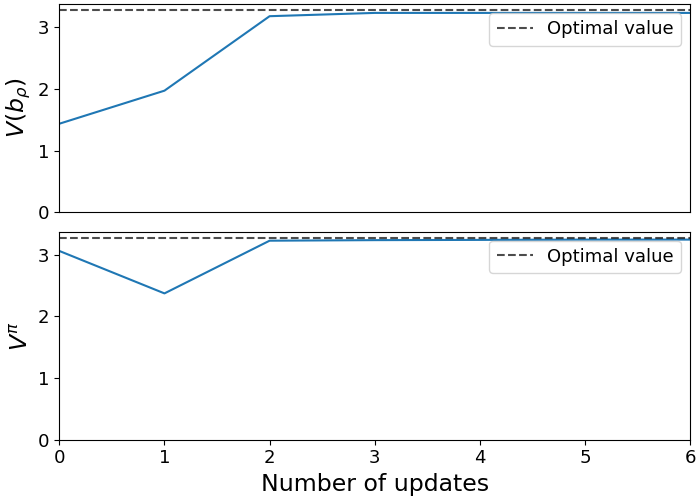 3
2
1
0
V(b_ρ)
Optimal value
3
2
1
0
V^π
Optimal value
0 1 2 3 4 5 6
Number of updates